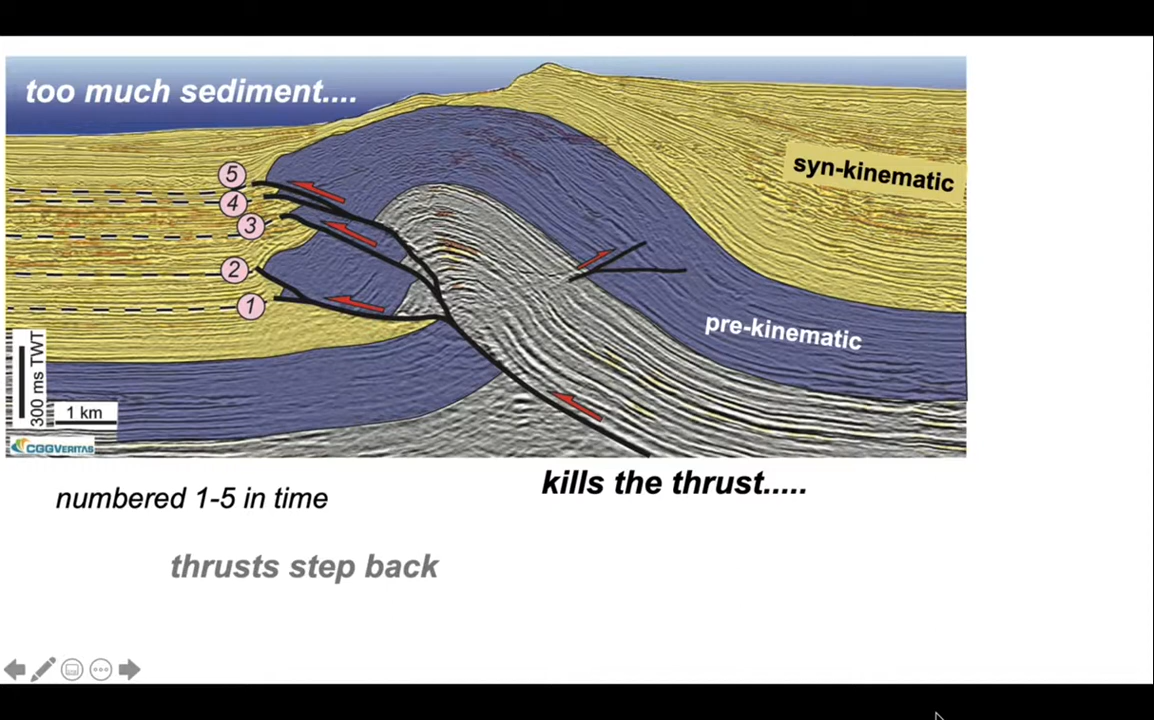 too much sediment....
syn-kinematic
5
4
3
2
1
pre-kinematic
300 ms TWT
1 km
CGGVERITAS
kills the thrust.....
numbered 1-5 in time
thrusts step back